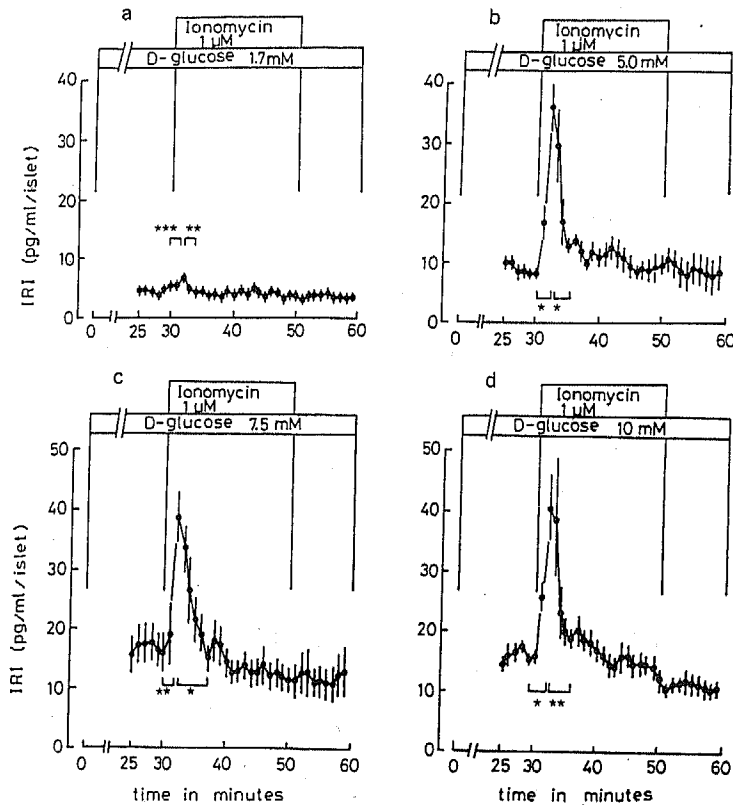 a
Ionomycin
1 µM
D-glucose 1.7mM
40
30
20
10
0
IRI (pg/ml/islet)
*** **
0 25 30 40 50 60
b
Ionomycin
1 µM
D-glucose 5.0 mM
40
30
20
10
0
* *
0 25 30 40 50 60
c
Ionomycin
1 µM
D-glucose 7.5 mM
50
40
30
20
10
0
IRI (pg/ml/islet)
** *
0 25 30 40 50 60
time in minutes
d
Ionomycin
1 µM
D-glucose 10 mM
50
40
30
20
10
0
* **
0 25 30 40 50 60
time in minutes